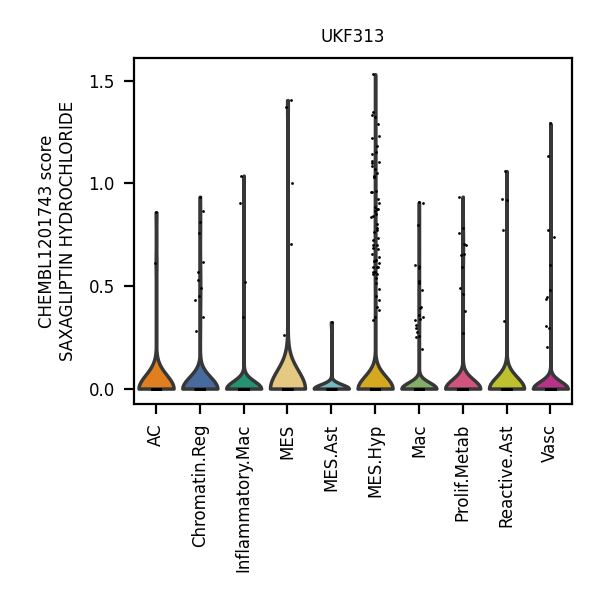 UKF313
CHEMBL1201743 score
SAXAGLIPTIN HYDROCHLORIDE
1.5
1.0
0.5
0.0
AC
Chromatin.Reg
Inflammatory.Mac
MES
MES.Ast
MES.Hyp
Mac
Prolif.Metab
Reactive.Ast
Vasc